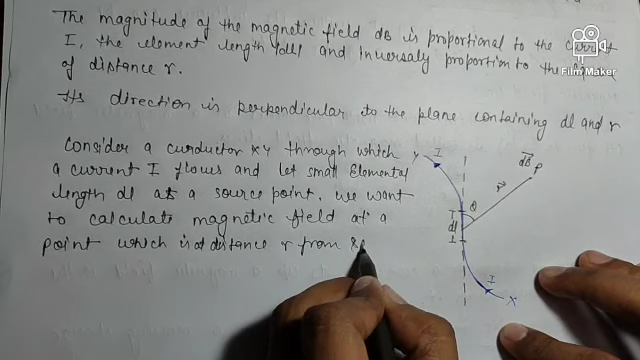 The magnitude of the magnetic field dB is proportional to the current
I, the element length |dl| and inversely proportion to the
of distance r.
Its direction is perpendicular to the plane containing dl and r
Consider a curductor XY through which
a current I flows and let small Elemental
length dl at a source point. we want
to calculate magnetic field at a
point which is at distance r from
Film Maker
Y I
dB P
r
θ
dl
I
X